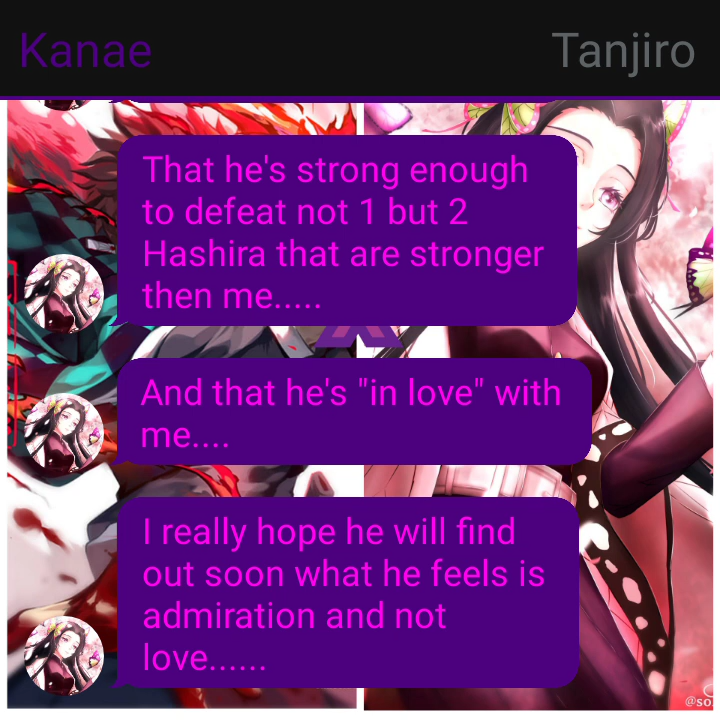 Kanae
Tanjiro
That he's strong enough
to defeat not 1 but 2
Hashira that are stronger
then me.....
And that he's "in love" with
me....
I really hope he will find
out soon what he feels is
admiration and not
love......
@so